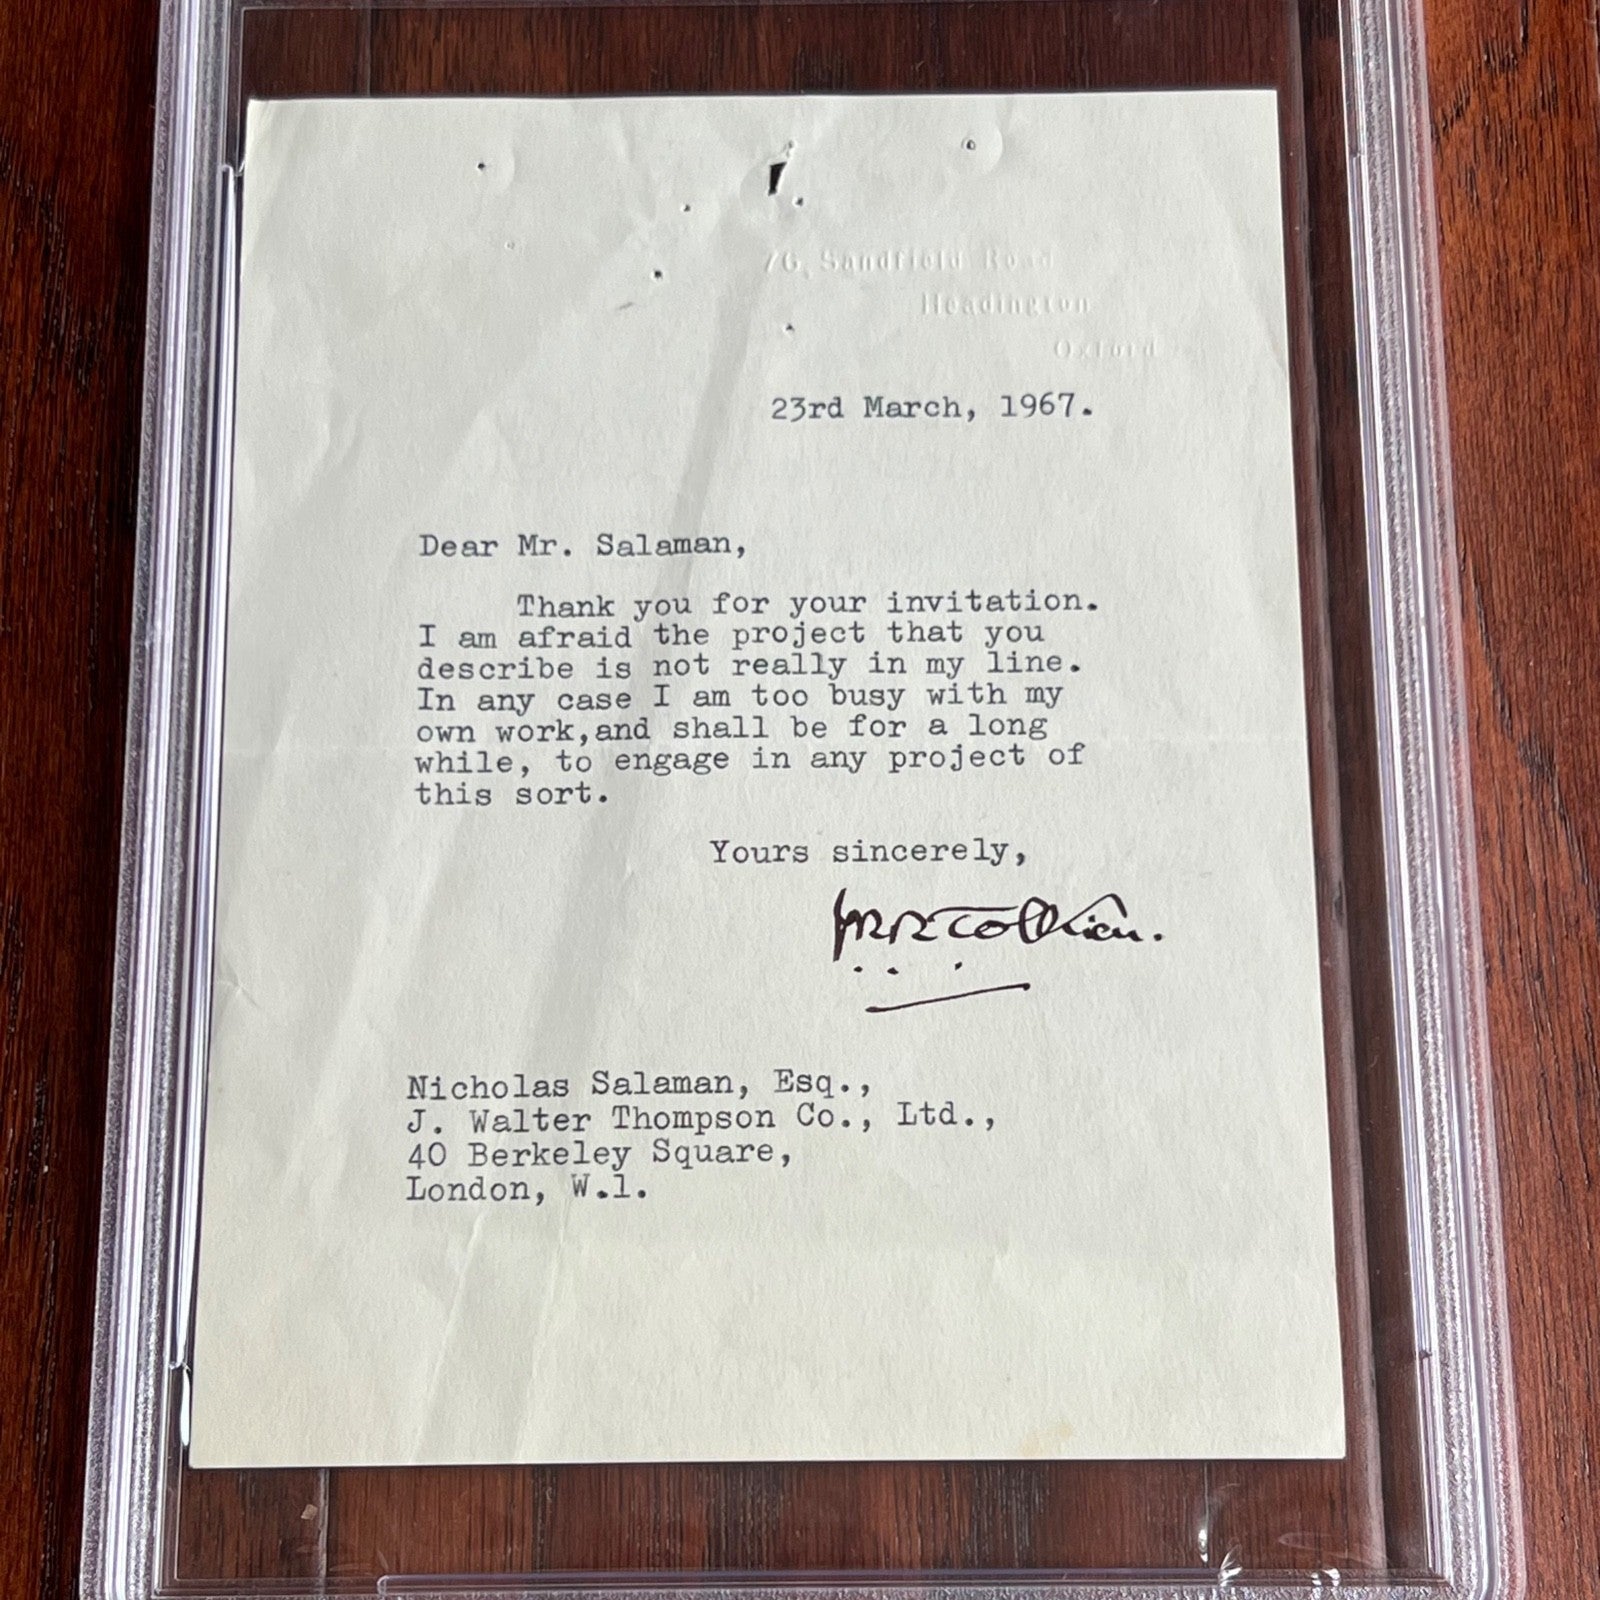 76, Sandfield Road
Headington
Oxford
23rd March, 1967.
Dear Mr. Salaman,
Thank you for your invitation.
I am afraid the project that you
describe is not really in my line.
In any case I am too busy with my
own work,and shall be for a long
while, to engage in any project of
this sort.
Yours sincerely,
JRRTolkien.
Nicholas Salaman, Esq.,
J. Walter Thompson Co., Ltd.,
40 Berkeley Square,
London, W.1.